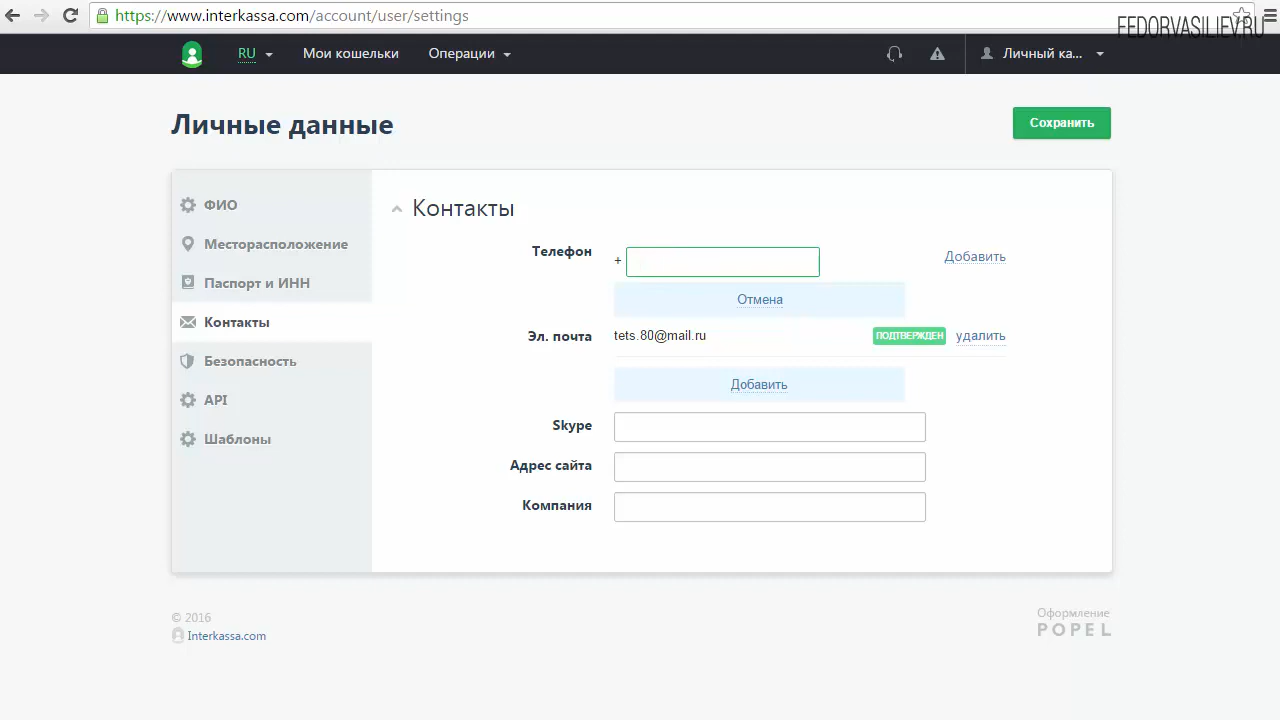 https://www.interkassa.com/account/user/settings
FEDORVASILIEV.RU
RU Мои кошельки Операции Личный ка...
Личные данные
Сохранить
ФИО
Месторасположение
Паспорт и ИНН
Контакты
Безопасность
API
Шаблоны
Контакты
Телефон + Добавить
Отмена
Эл. почта tets.80@mail.ru ПОДТВЕРЖДЕН удалить
Добавить
Skype
Адрес сайта
Компания
© 2016
Interkassa.com
Оформление
POPEL